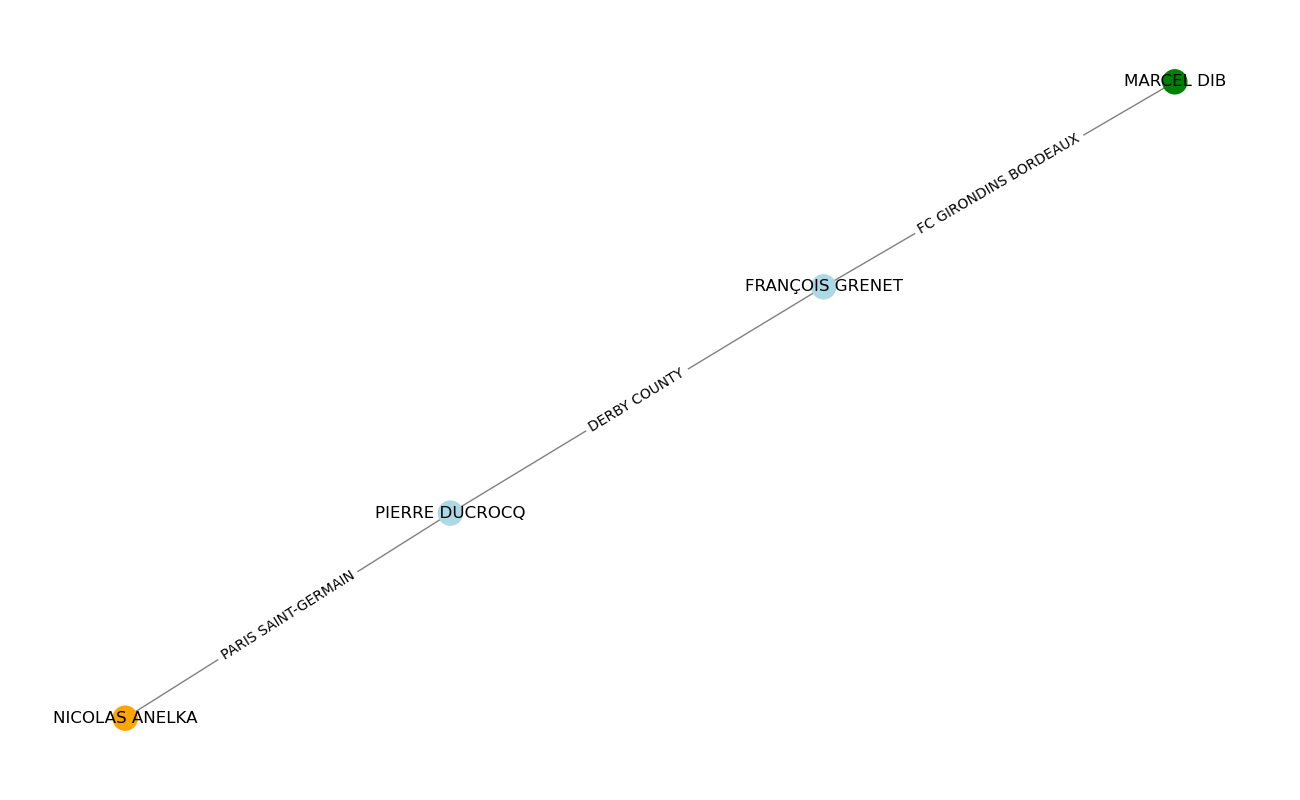 MARCEL DIB
FC GIRONDINS BORDEAUX
FRANÇOIS GRENET
DERBY COUNTY
PIERRE DUCROCQ
PARIS SAINT-GERMAIN
NICOLAS ANELKA